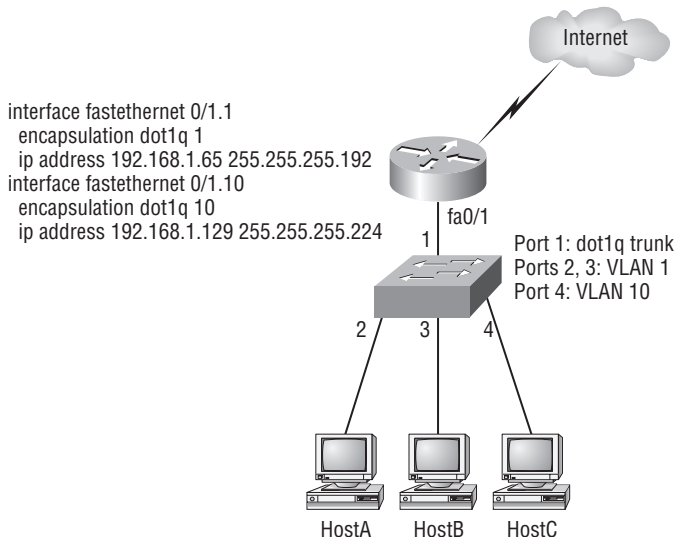 Internet
interface fastethernet 0/1.1
encapsulation dot1q 1
ip address 192.168.1.65 255.255.255.192
interface fastethernet 0/1.10
encapsulation dot1q 10
ip address 192.168.1.129 255.255.255.224
fa0/1
1
Port 1: dot1q trunk
Ports 2, 3: VLAN 1
Port 4: VLAN 10
2 3 4
HostA HostB HostC